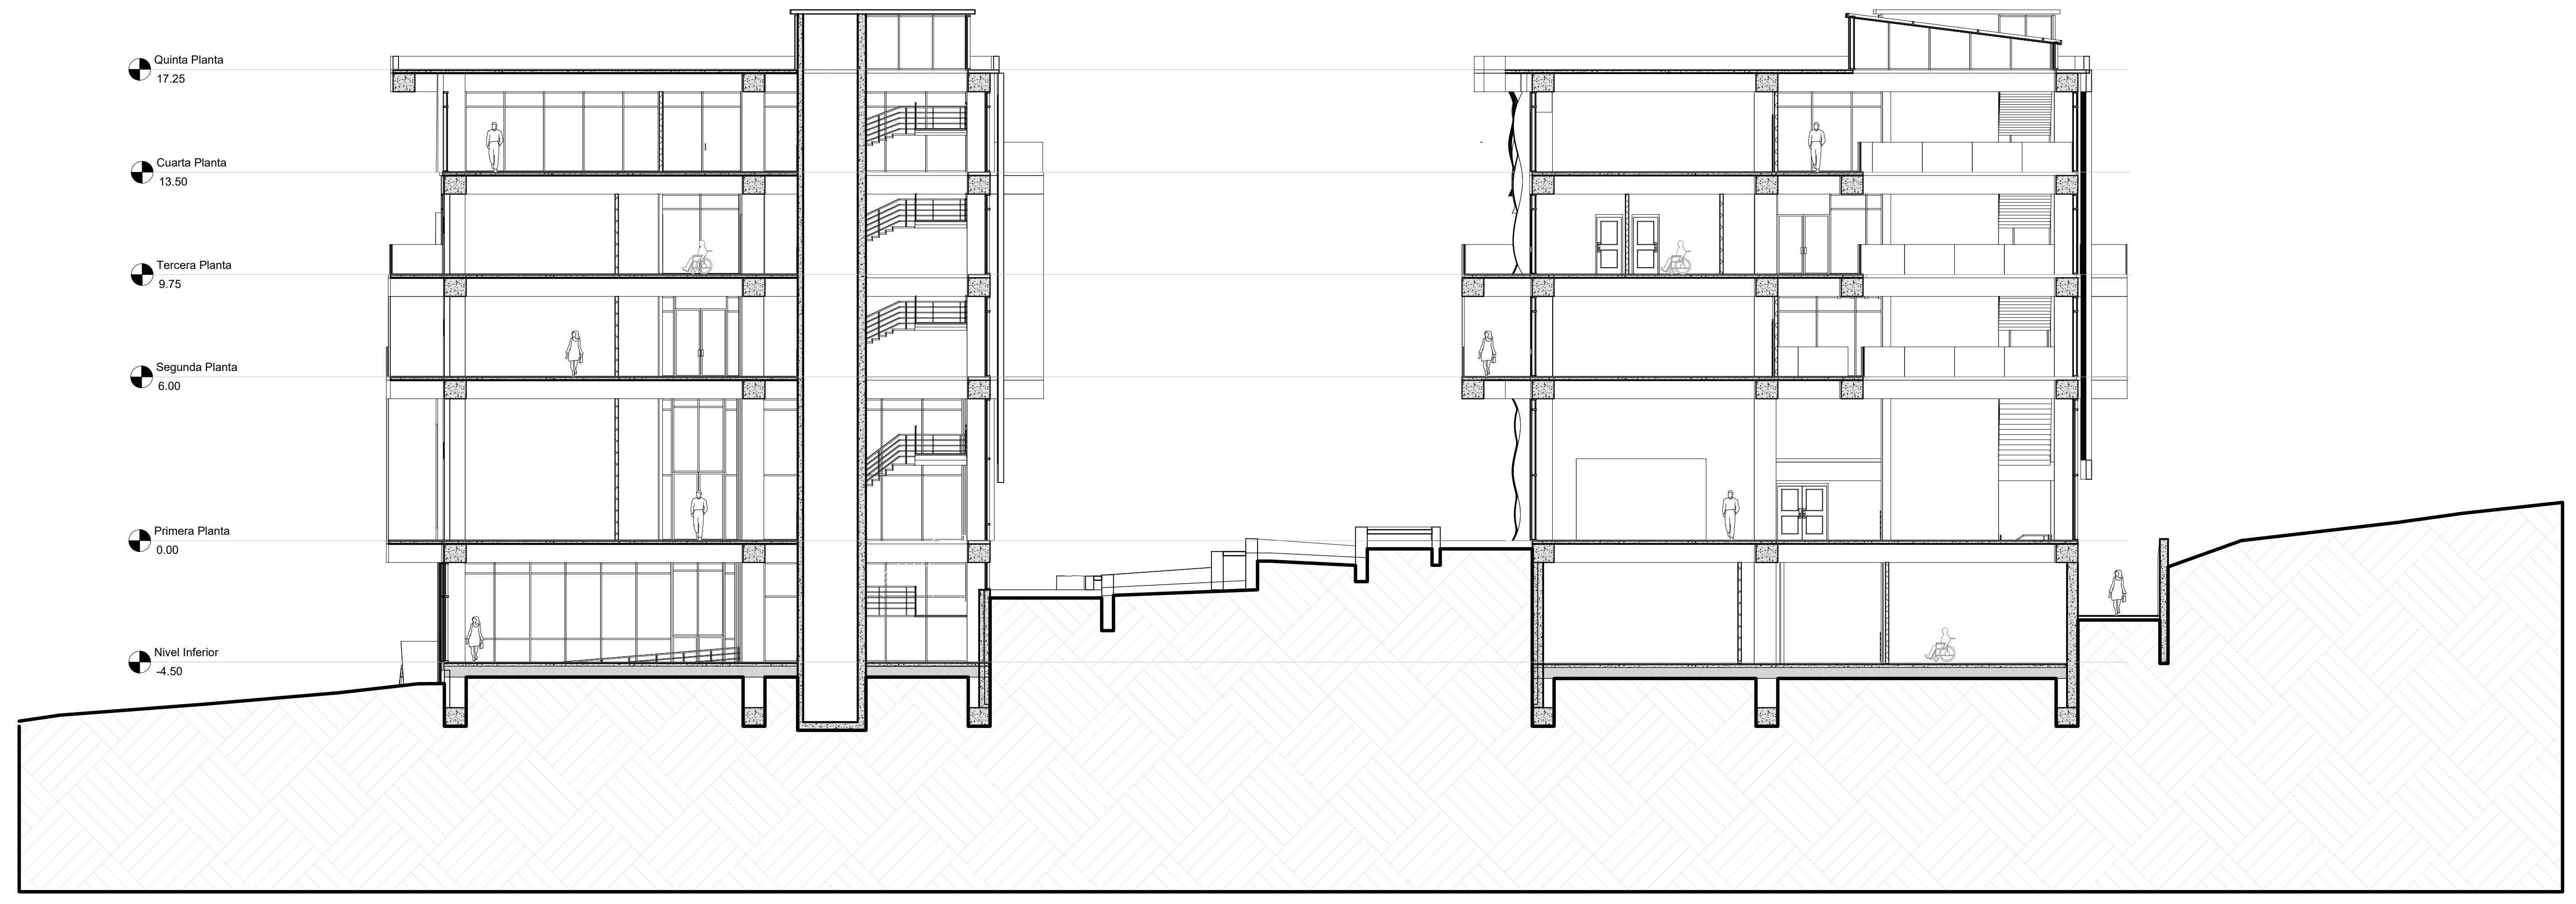 Quinta Planta
17.25
Cuarta Planta
13.50
Tercera Planta
9.75
Segunda Planta
6.00
Primera Planta
0.00
Nivel Inferior
-4.50